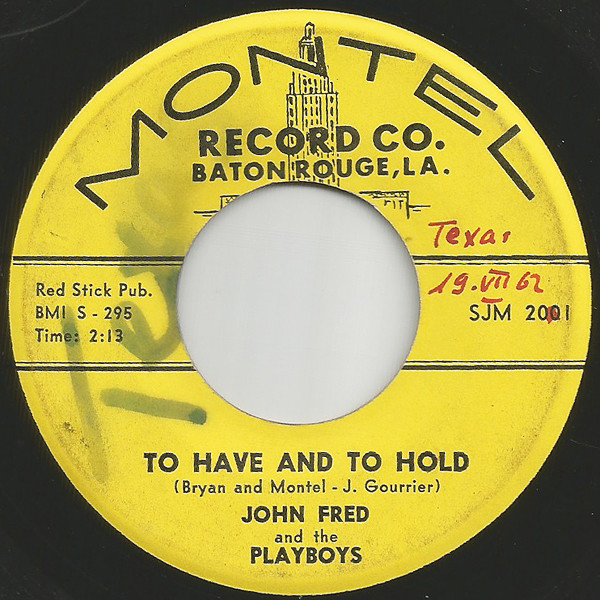 MONTEL
RECORD CO.
BATON ROUGE, LA.
Texas
19.VII 62
Red Stick Pub.
BMI S - 295
Time: 2:13
SJM 2001
TO HAVE AND TO HOLD
(Bryan and Montel - J. Gourrier)
JOHN FRED
and the
PLAYBOYS